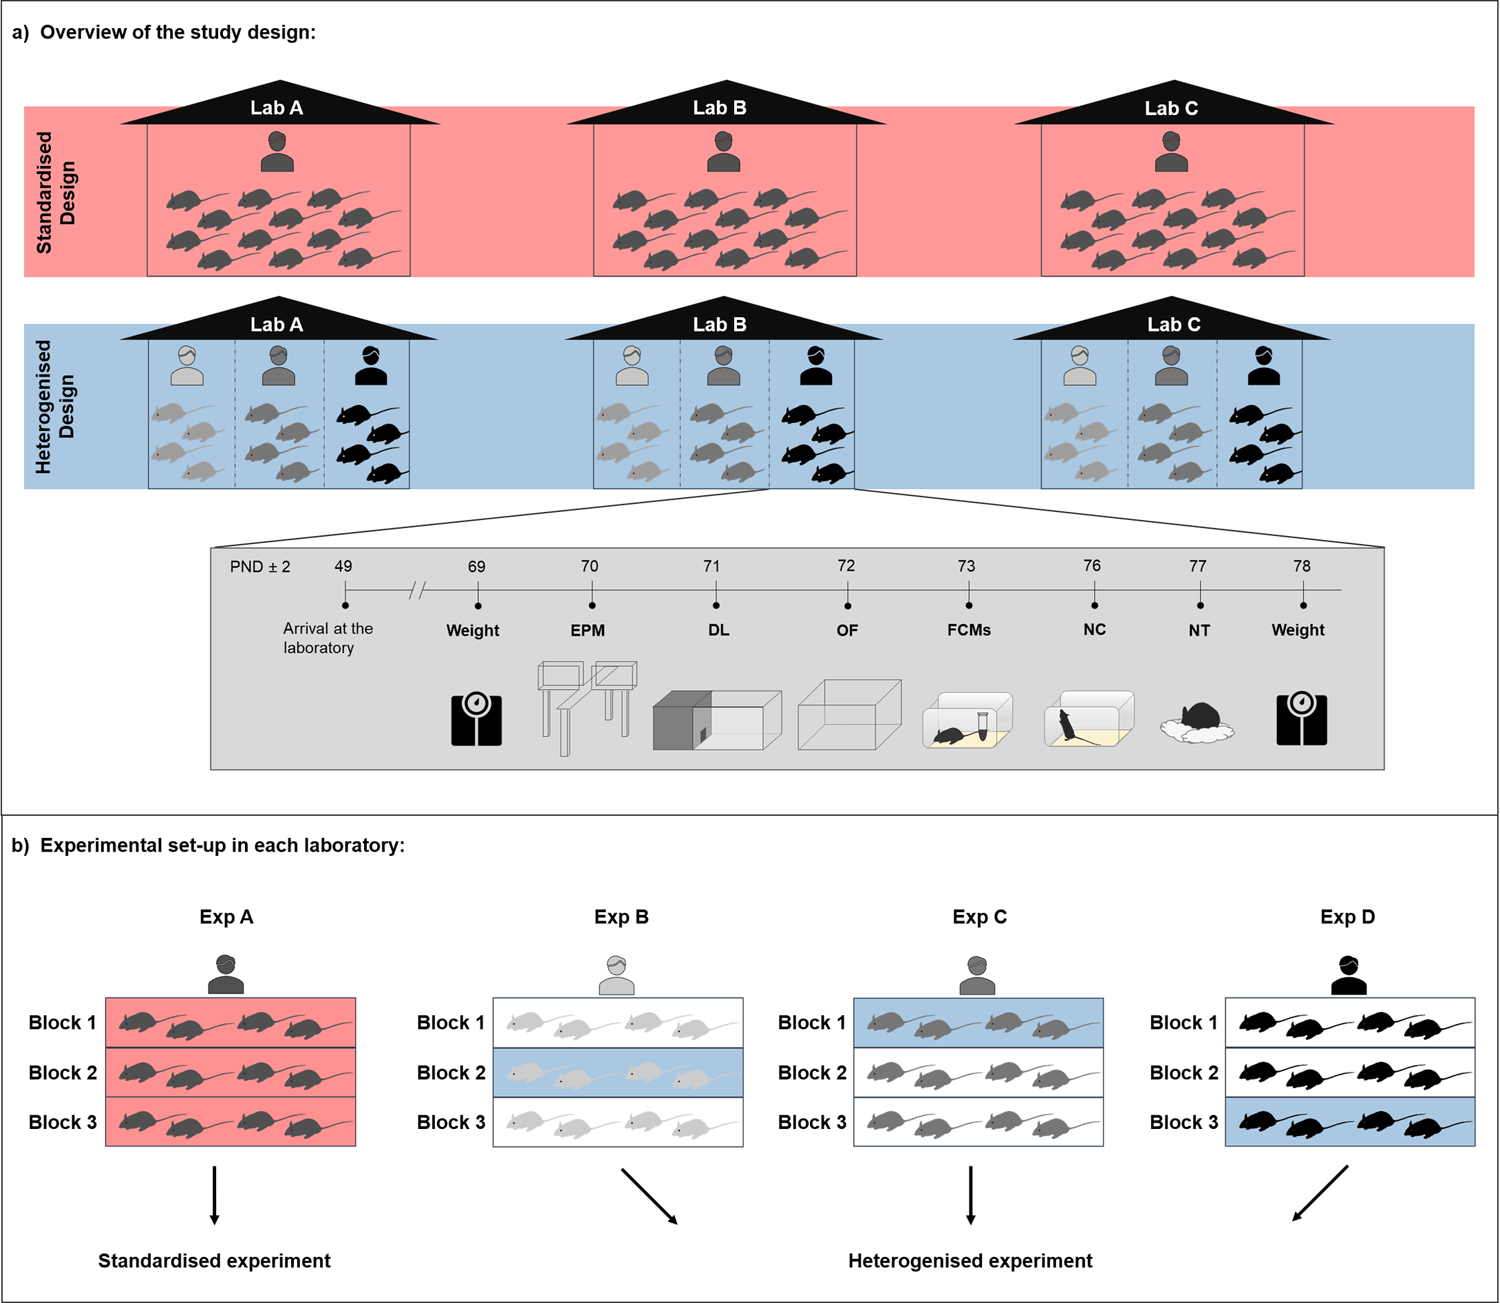 a) Overview of the study design:
Standardised
Design
Lab A
Lab B
Lab C
Heterogenised
Design
Lab A
Lab B
Lab C
PND ± 2
49
69
70
71
72
73
76
77
78
Arrival at the
laboratory
Weight
EPM
DL
OF
FCMs
NC
NT
Weight
b) Experimental set-up in each laboratory:
Exp A
Exp B
Exp C
Exp D
Block 1
Block 1
Block 1
Block 1
Block 2
Block 2
Block 2
Block 2
Block 3
Block 3
Block 3
Block 3
Standardised experiment
Heterogenised experiment